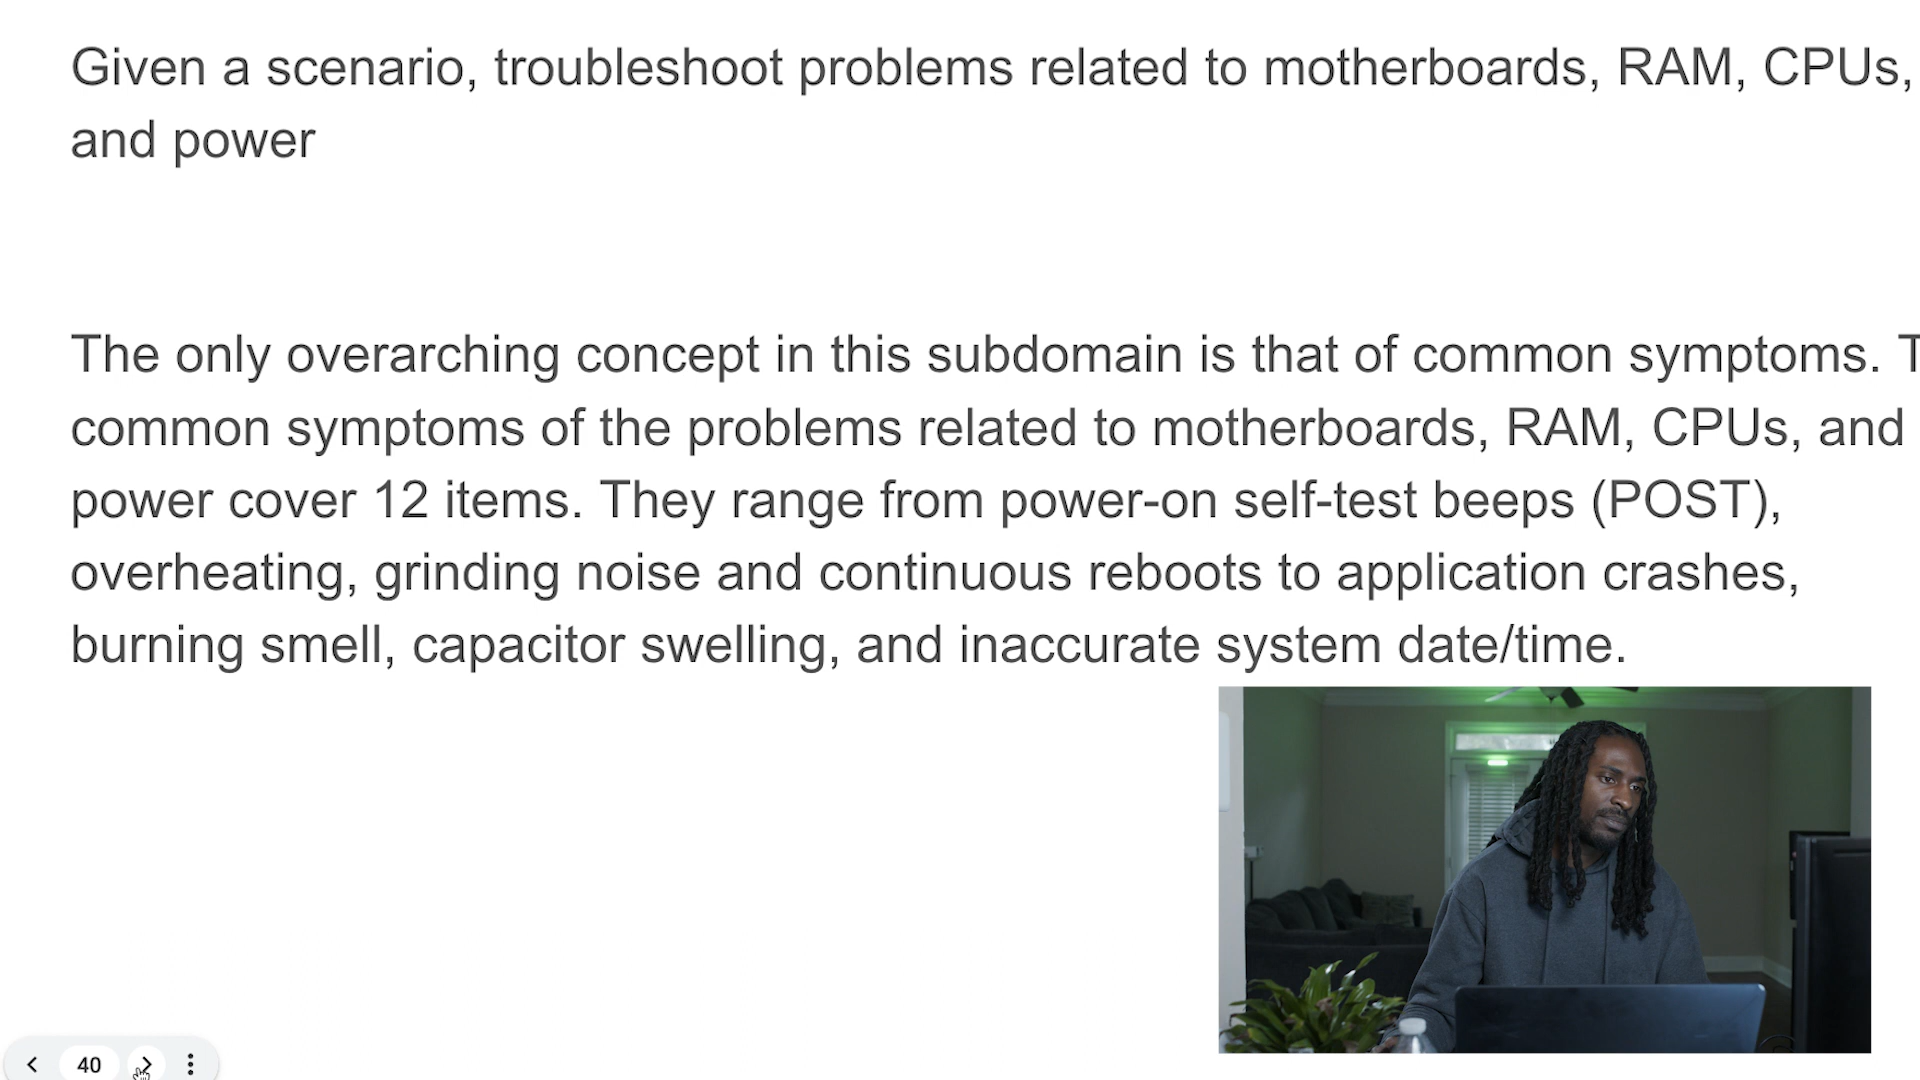 Given a scenario, troubleshoot problems related to motherboards, RAM, CPUs,
and power
The only overarching concept in this subdomain is that of common symptoms.
common symptoms of the problems related to motherboards, RAM, CPUs, and
power cover 12 items. They range from power-on self-test beeps (POST),
overheating, grinding noise and continuous reboots to application crashes,
burning smell, capacitor swelling, and inaccurate system date/time.
40